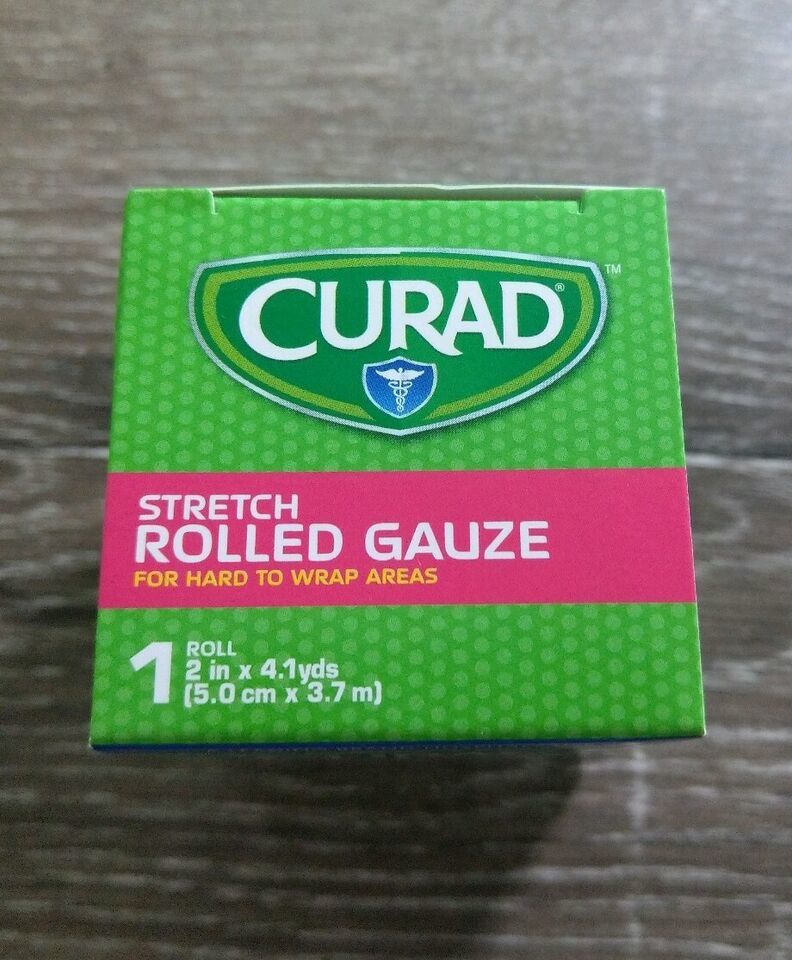 CURAD® ™
STRETCH
ROLLED GAUZE
FOR HARD TO WRAP AREAS
1 ROLL
2 in x 4.1yds
(5.0 cm x 3.7 m)